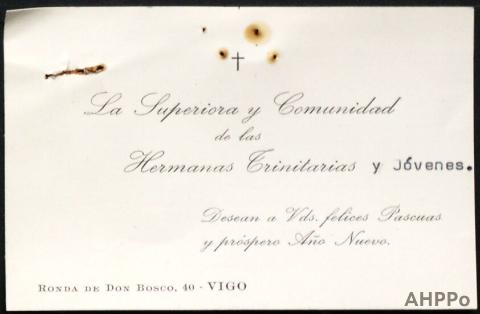 †
La Superiora y Comunidad
de las
Hermanas Trinitarias y Jóvenes.
Desean a Vds. felices Pascuas
y próspero Año Nuevo.
RONDA DE DON BOSCO, 40 - VIGO
AHPPo